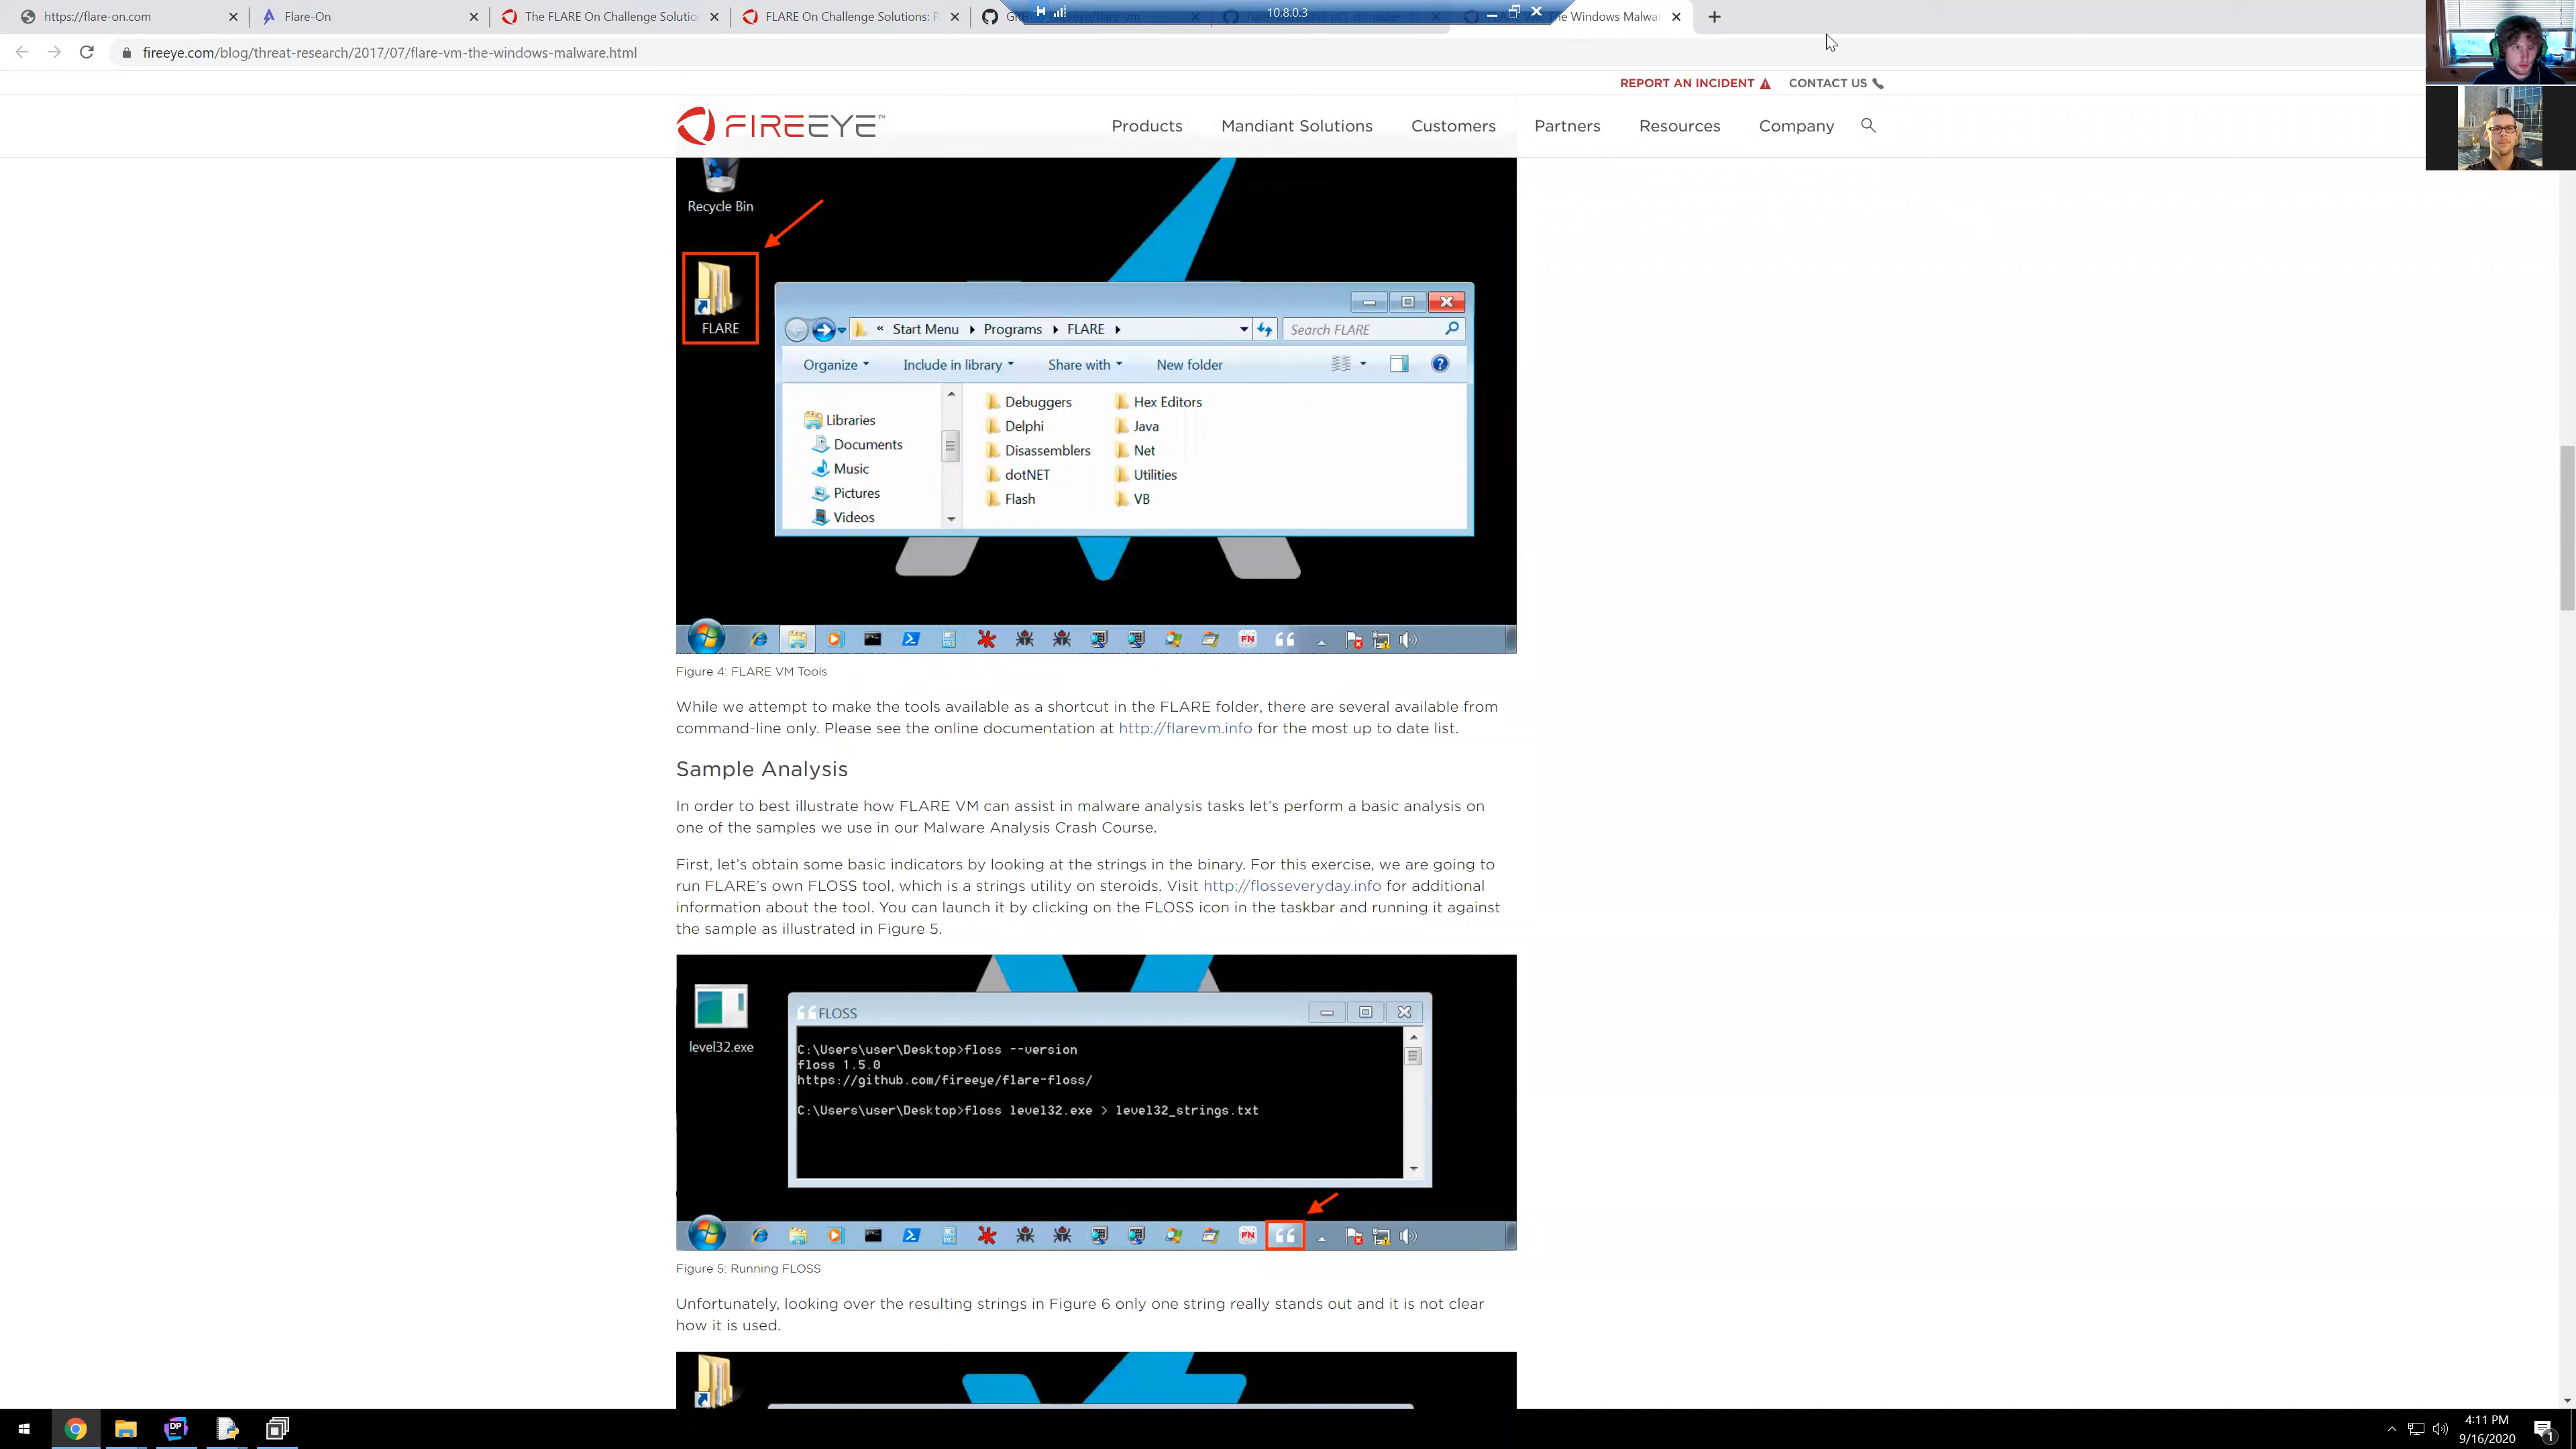 https://flare-on.com
Flare-On
The FLARE On Challenge Solutio
FLARE On Challenge Solutions: P
10.8.0.3
The Windows Malwa
fireeye.com/blog/threat-research/2017/07/flare-vm-the-windows-malware.html
REPORT AN INCIDENT
CONTACT US
FIREEYE™
Products
Mandiant Solutions
Customers
Partners
Resources
Company
Recycle Bin
FLARE
« Start Menu
Programs
FLARE
Search FLARE
Organize
Include in library
Share with
New folder
Libraries
Documents
Music
Pictures
Videos
Debuggers
Delphi
Disassemblers
dotNET
Flash
Hex Editors
Java
Net
Utilities
VB
FN
Figure 4: FLARE VM Tools
While we attempt to make the tools available as a shortcut in the FLARE folder, there are several available from
command-line only. Please see the online documentation at http://flarevm.info for the most up to date list.
Sample Analysis
In order to best illustrate how FLARE VM can assist in malware analysis tasks let's perform a basic analysis on
one of the samples we use in our Malware Analysis Crash Course.
First, let's obtain some basic indicators by looking at the strings in the binary. For this exercise, we are going to
run FLARE's own FLOSS tool, which is a strings utility on steroids. Visit http://flosseveryday.info for additional
information about the tool. You can launch it by clicking on the FLOSS icon in the taskbar and running it against
the sample as illustrated in Figure 5.
level32.exe
FLOSS
C:\Users\user\Desktop>floss --version
floss 1.5.0
https://github.com/fireeye/flare-floss/
C:\Users\user\Desktop>floss level32.exe > level32_strings.txt
FN
Figure 5: Running FLOSS
Unfortunately, looking over the resulting strings in Figure 6 only one string really stands out and it is not clear
how it is used.
DP
4:11 PM
9/16/2020
1